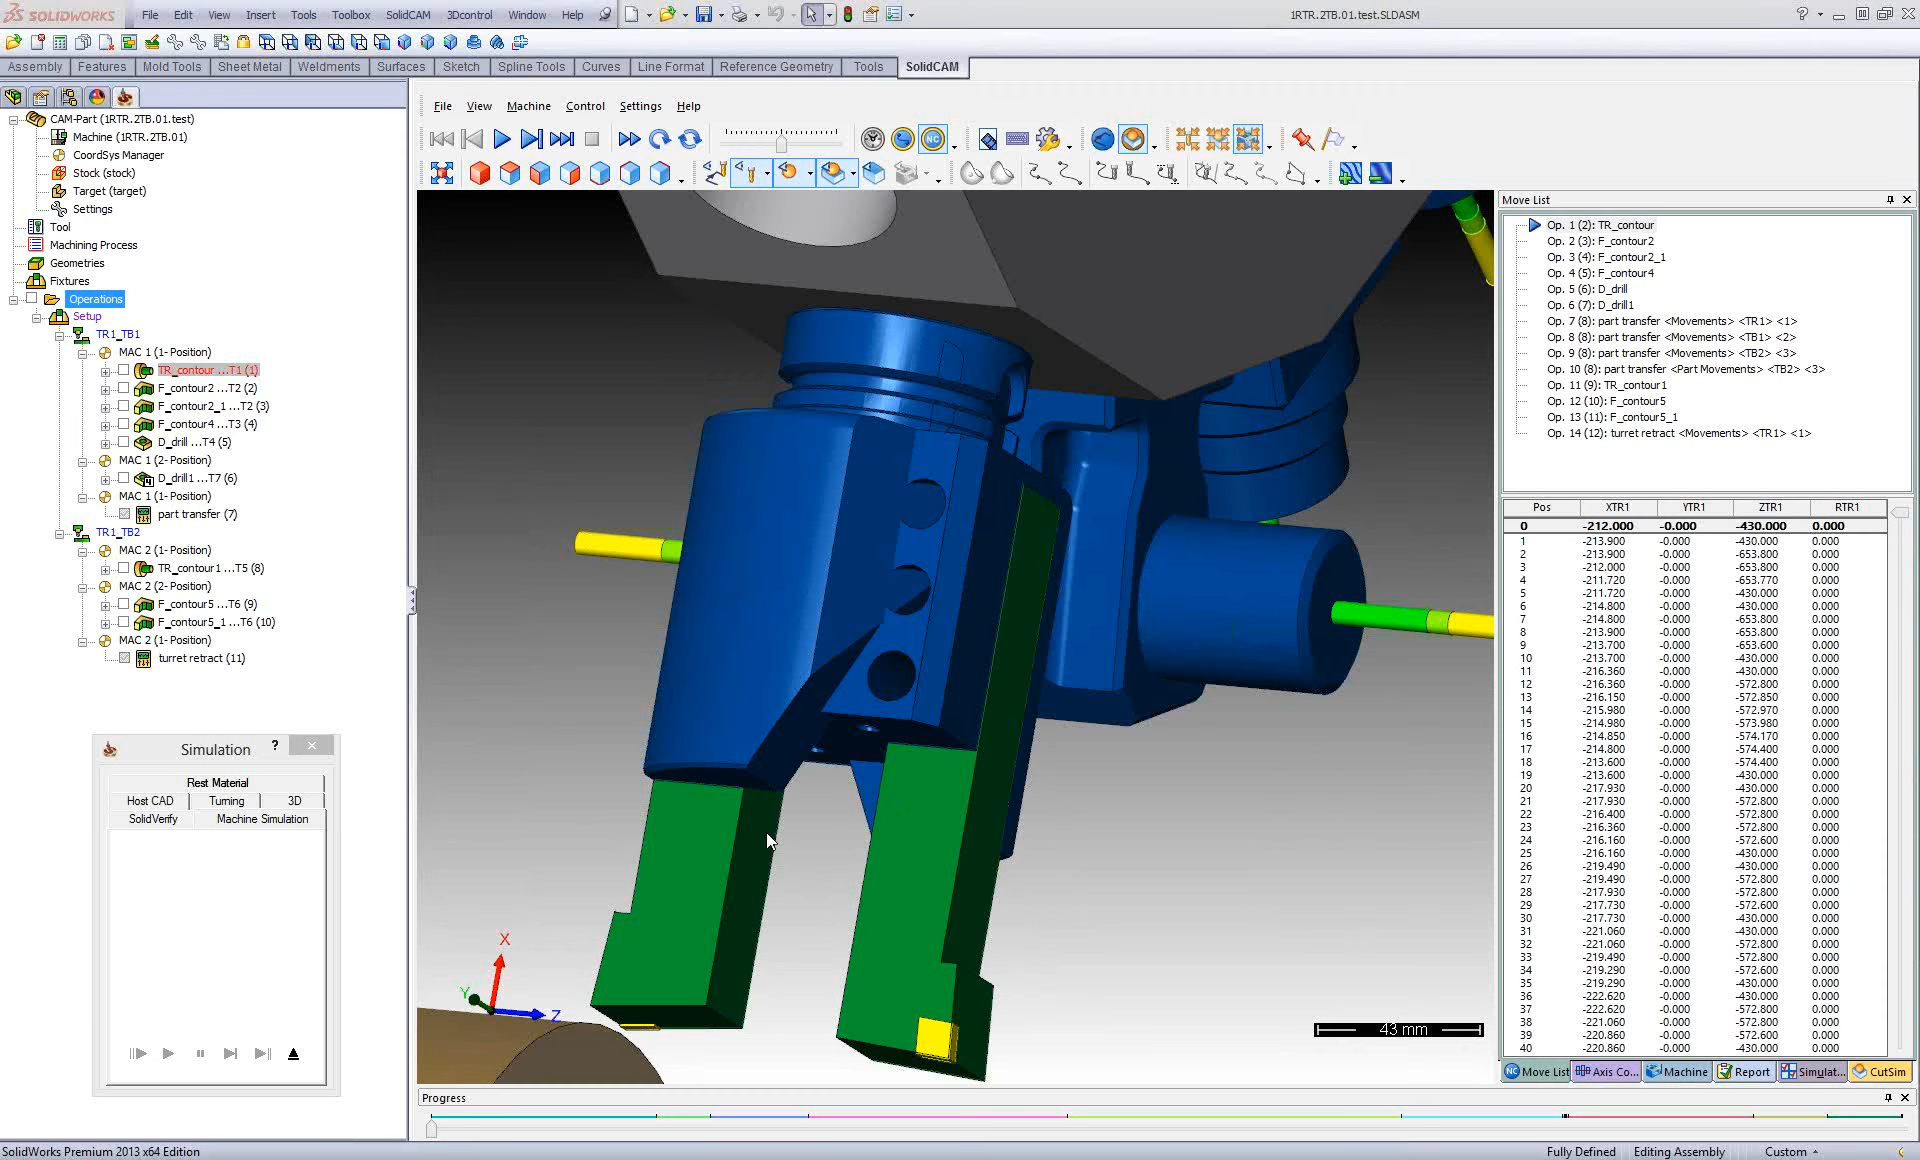 SOLIDWORKS File Edit View Insert Tools Toolbox SolidCAM 3Dcontrol Window Help 1RTR.2TB.01.test.SLDASM
Assembly Features Mold Tools Sheet Metal Weldments Surfaces Sketch Spline Tools Curves Line Format Reference Geometry Tools SolidCAM
CAM-Part (1RTR.2TB.01.test)
Machine (1RTR.2TB.01)
CoordSys Manager
Stock (stock)
Target (target)
Settings
Tool
Machining Process
Geometries
Fixtures
Operations
Setup
TR1_TB1
MAC 1 (1- Position)
TR_contour ...T1 (1)
F_contour2 ...T2 (2)
F_contour2_1 ...T2 (3)
F_contour4 ...T3 (4)
D_drill ...T4 (5)
MAC 1 (2- Position)
D_drill1 ...T7 (6)
MAC 1 (1- Position)
part transfer (7)
TR1_TB2
MAC 2 (1- Position)
TR_contour1 ...T5 (8)
MAC 2 (2- Position)
F_contour5 ...T6 (9)
F_contour5_1 ...T6 (10)
MAC 2 (1- Position)
turret retract (11)
Simulation ?
Rest Material
Host CAD Turning 3D
SolidVerify Machine Simulation
File View Machine Control Settings Help
NC
X
Y
Z
43 mm
Move List
Op. 1 (2): TR_contour
Op. 2 (3): F_contour2
Op. 3 (4): F_contour2_1
Op. 4 (5): F_contour4
Op. 5 (6): D_drill
Op. 6 (7): D_drill1
Op. 7 (8): part transfer <Movements> <TR1> <1>
Op. 8 (8): part transfer <Movements> <TB1> <2>
Op. 9 (8): part transfer <Movements> <TB2> <3>
Op. 10 (8): part transfer <Part Movements> <TB2> <3>
Op. 11 (9): TR_contour1
Op. 12 (10): F_contour5
Op. 13 (11): F_contour5_1
Op. 14 (12): turret retract <Movements> <TR1> <1>
Pos XTR1 YTR1 ZTR1 RTR1
0 -212.000 -0.000 -430.000 0.000
1 -213.900 -0.000 -430.000 0.000
2 -213.900 -0.000 -653.800 0.000
3 -212.000 -0.000 -653.800 0.000
4 -211.720 -0.000 -653.770 0.000
5 -211.720 -0.000 -430.000 0.000
6 -214.800 -0.000 -430.000 0.000
7 -214.800 -0.000 -653.800 0.000
8 -213.900 -0.000 -653.800 0.000
9 -213.700 -0.000 -653.600 0.000
10 -213.700 -0.000 -430.000 0.000
11 -216.360 -0.000 -430.000 0.000
12 -216.360 -0.000 -572.800 0.000
13 -216.150 -0.000 -572.850 0.000
14 -215.980 -0.000 -572.970 0.000
15 -214.980 -0.000 -573.980 0.000
16 -214.850 -0.000 -574.170 0.000
17 -214.800 -0.000 -574.400 0.000
18 -213.600 -0.000 -574.400 0.000
19 -213.600 -0.000 -430.000 0.000
20 -217.930 -0.000 -430.000 0.000
21 -217.930 -0.000 -572.800 0.000
22 -216.400 -0.000 -572.800 0.000
23 -216.360 -0.000 -572.800 0.000
24 -216.160 -0.000 -572.600 0.000
25 -216.160 -0.000 -430.000 0.000
26 -219.490 -0.000 -430.000 0.000
27 -219.490 -0.000 -572.800 0.000
28 -217.930 -0.000 -572.800 0.000
29 -217.730 -0.000 -572.600 0.000
30 -217.730 -0.000 -430.000 0.000
31 -221.060 -0.000 -430.000 0.000
32 -221.060 -0.000 -572.800 0.000
33 -219.490 -0.000 -572.800 0.000
34 -219.290 -0.000 -572.600 0.000
35 -219.290 -0.000 -430.000 0.000
36 -222.620 -0.000 -430.000 0.000
37 -222.620 -0.000 -572.800 0.000
38 -221.060 -0.000 -572.800 0.000
39 -220.860 -0.000 -572.600 0.000
40 -220.860 -0.000 -430.000 0.000
NC Move List Axis Co... Machine Report Simulat... CutSim
Progress
SolidWorks Premium 2013 x64 Edition Fully Defined Editing Assembly Custom